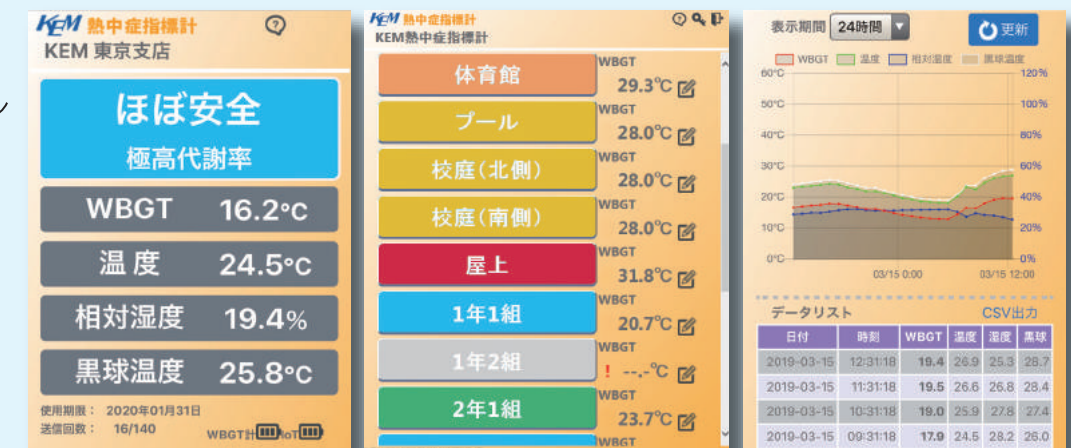 KEM 熱中症指標計
KEM 東京支店
ほぼ安全
極高代謝率
WBGT 16.2℃
温度 24.5℃
相対湿度 19.4%
黒球温度 25.8℃
使用期限： 2020年01月31日
送信回数： 16/140 WBGT計 IoT
KEM 熱中症指標計
KEM熱中症指標計
体育館 WBGT 29.3℃
プール WBGT 28.0℃
校庭(北側) WBGT 28.0℃
校庭(南側) WBGT 28.0℃
屋上 WBGT 31.8℃
1年1組 WBGT 20.7℃
1年2組 WBGT ! --.-℃
2年1組 WBGT 23.7℃
WBGT
表示期間 24時間 ▼ 更新
WBGT 温度 相対湿度 黒球温度
60℃ 120%
50℃ 100%
40℃ 80%
30℃ 60%
20℃ 40%
10℃ 20%
0℃ 0%
03/15 0:00 03/15 12:00
データリスト CSV出力
日付 時刻 WBGT 温度 湿度 黒球
2019-03-15 12:31:18 19.4 26.9 25.3 28.7
2019-03-15 11:31:18 19.5 26.6 26.8 28.4
2019-03-15 10:31:18 19.0 25.9 27.8 27.4
2019-03-15 09:31:18 17.9 24.5 28.2 26.0